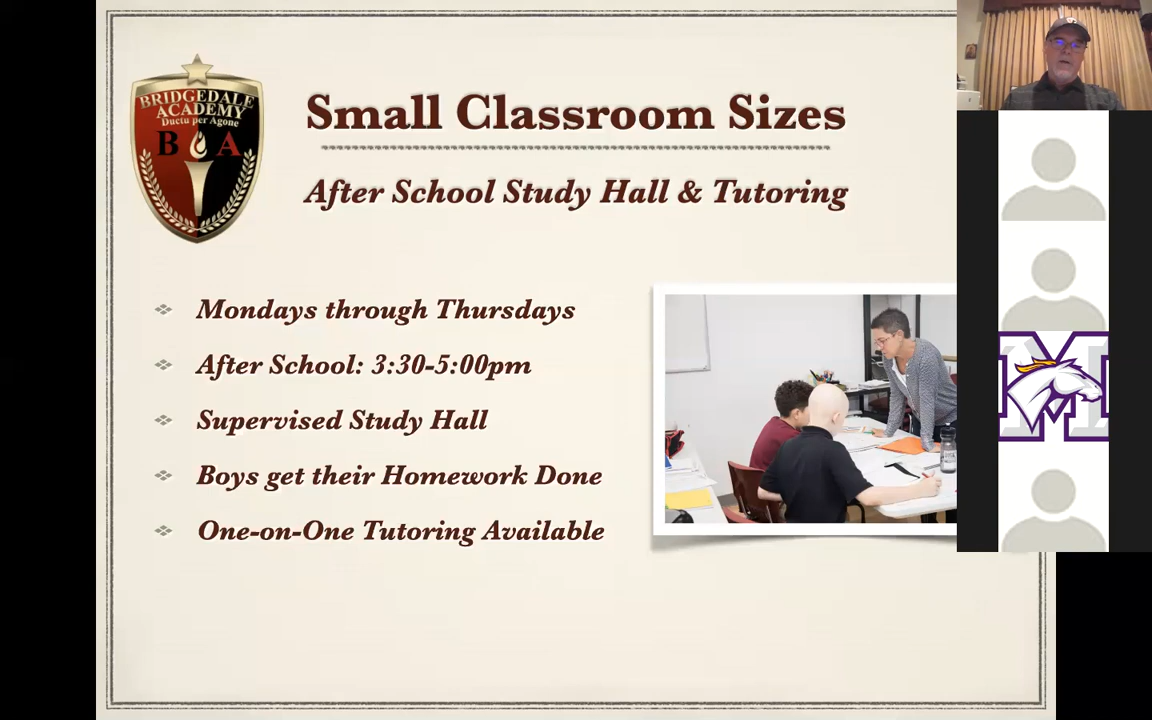 BRIDGEDALE
ACADEMY
Ductu per Agone
B A
Small Classroom Sizes
After School Study Hall & Tutoring
Mondays through Thursdays
After School: 3:30-5:00pm
Supervised Study Hall
Boys get their Homework Done
One-on-One Tutoring Available
M